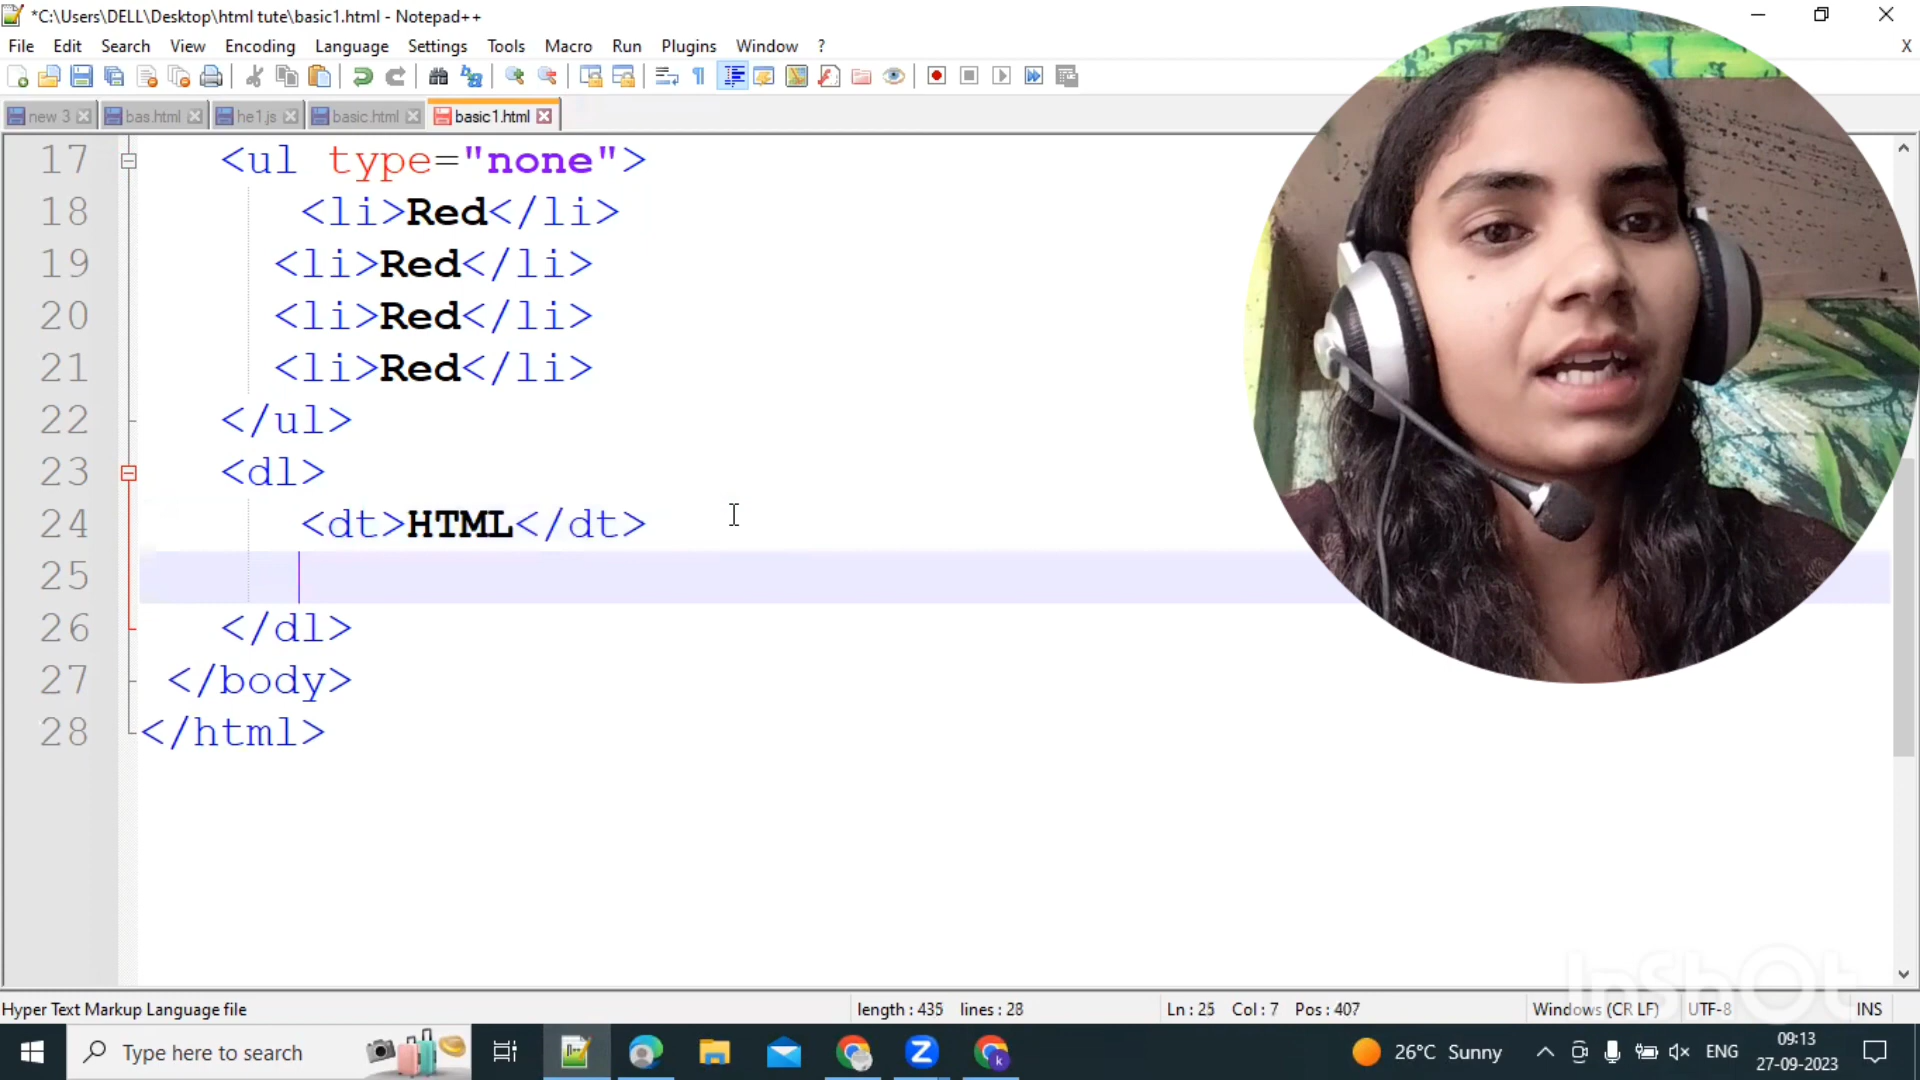 *C:\Users\DELL\Desktop\html tute\basic1.html - Notepad++
File Edit Search View Encoding Language Settings Tools Macro Run Plugins Window ? X
new 3 bas.html he1.js basic.html basic1.html
17 <ul type="none">
18 <li>Red</li>
19 <li>Red</li>
20 <li>Red</li>
21 <li>Red</li>
22 </ul>
23 <dl>
24 <dt>HTML</dt>
25
26 </dl>
27 </body>
28 </html>
InShOt
Hyper Text Markup Language file length : 435 lines : 28 Ln : 25 Col : 7 Pos : 407 Windows (CR LF) UTF-8 INS
Type here to search 26°C Sunny ENG 09:13
27-09-2023